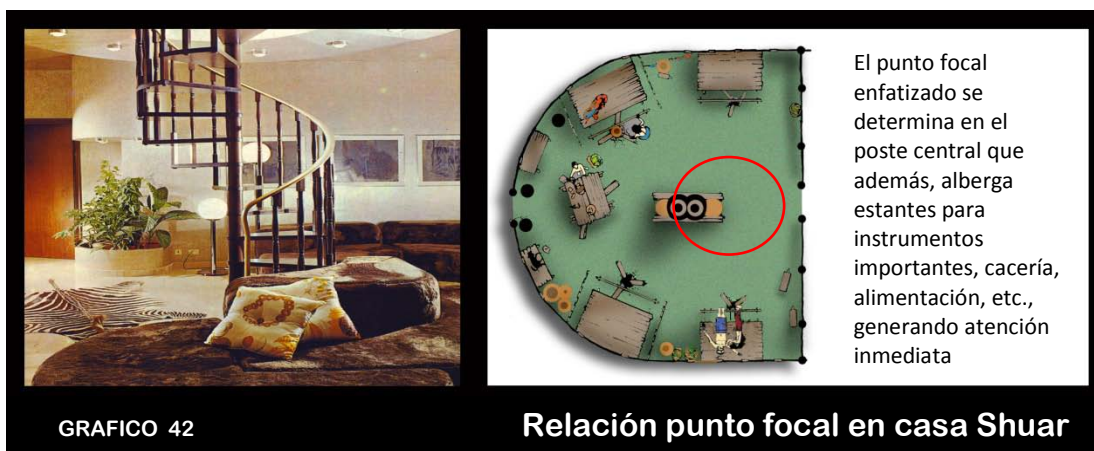 El punto focal
enfatizado se
determina en el
poste central que
además, alberga
estantes para
instrumentos
importantes, cacería,
alimentación, etc.,
generando atención
inmediata
GRAFICO 42
Relación punto focal en casa Shuar